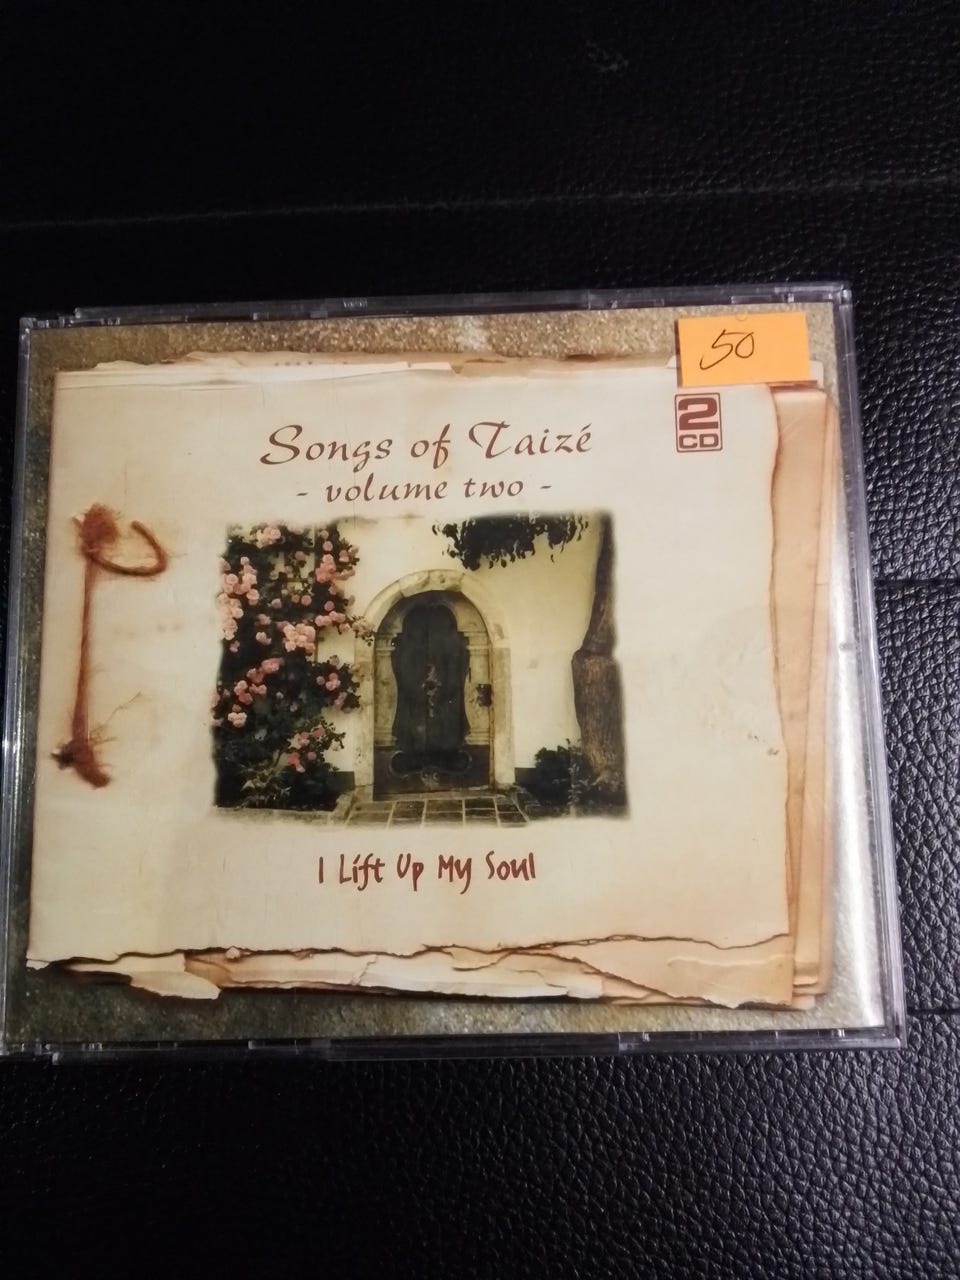 50
2
CD
Songs of Taizé
- volume two -
I Lift Up My Soul